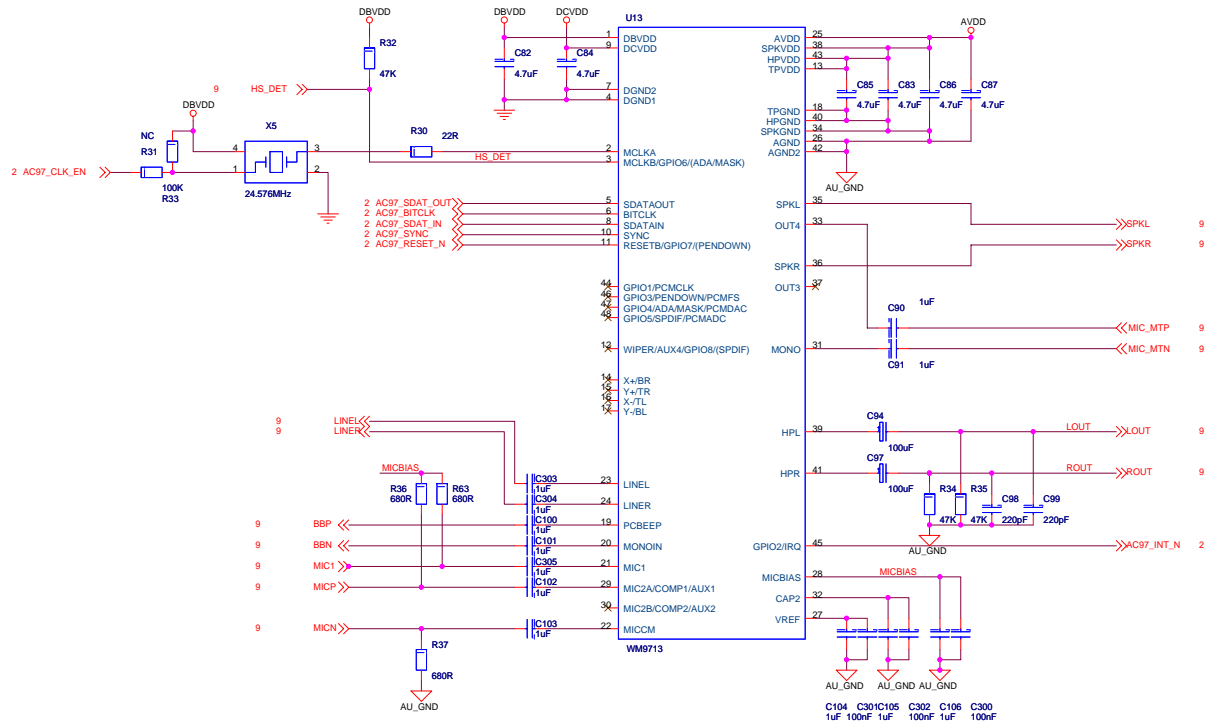 DBVDD
R32
47K
9 HS_DET
DBVDD
NC
R31
2 AC97_CLK_EN
100K
R33
X5
4
3
1
2
24.576MHz
R30
22R
HS_DET
DBVDD
DCVDD
C82
4.7uF
C84
4.7uF
U13
1 DBVDD
9 DCVDD
7 DGND2
4 DGND1
2 MCLKA
3 MCLKB/GPIO6/(ADA/MASK)
2 AC97_SDAT_OUT
5 SDATAOUT
2 AC97_BITCLK
6 BITCLK
2 AC97_SDAT_IN
8 SDATAIN
2 AC97_SYNC
10 SYNC
2 AC97_RESET_N
11 RESETB/GPIO7/(PENDOWN)
44 GPIO1/PCMCLK
46 GPIO3/PENDOWN/PCMFS
47 GPIO4/ADA/MASK/PCMDAC
48 GPIO5/SPDIF/PCMADC
12 WIPER/AUX4/GPIO8/(SPDIF)
14 X+/BR
15 Y+/TR
16 X-/TL
17 Y-/BL
9 LINEL
9 LINER
MICBIAS
R36
680R
R63
680R
C303
1uF
23 LINEL
C304
1uF
24 LINER
9 BBP
C100
1uF
19 PCBEEP
9 BBN
C101
1uF
20 MONOIN
9 MIC1
C305
1uF
21 MIC1
9 MICP
C102
1uF
29 MIC2A/COMP1/AUX1
30 MIC2B/COMP2/AUX2
9 MICN
C103
1uF
22 MICCM
R37
680R
AU_GND
WM9713
AVDD
AVDD 25
SPKVDD 38
HPVDD 43
TPVDD 13
C85
4.7uF
C83
4.7uF
C86
4.7uF
C87
4.7uF
TPGND 18
HPGND 40
SPKGND 34
AGND 26
AGND2 42
AU_GND
SPKL 35
OUT4 33
SPKL 9
SPKR 9
SPKR 36
OUT3 37
C90
1uF
MIC_MTP 9
MONO 31
MIC_MTN 9
C91
1uF
C94
HPL 39
100uF
LOUT
LOUT 9
C97
HPR 41
100uF
ROUT
ROUT 9
R34
47K
R35
47K
C98
220pF
C99
220pF
AU_GND
GPIO2/IRQ 45
AC97_INT_N 2
MICBIAS 28
MICBIAS
CAP2 32
VREF 27
AU_GND
AU_GND
AU_GND
C104
1uF
C301
100nF
C105
1uF
C302
100nF
C106
1uF
C300
100nF